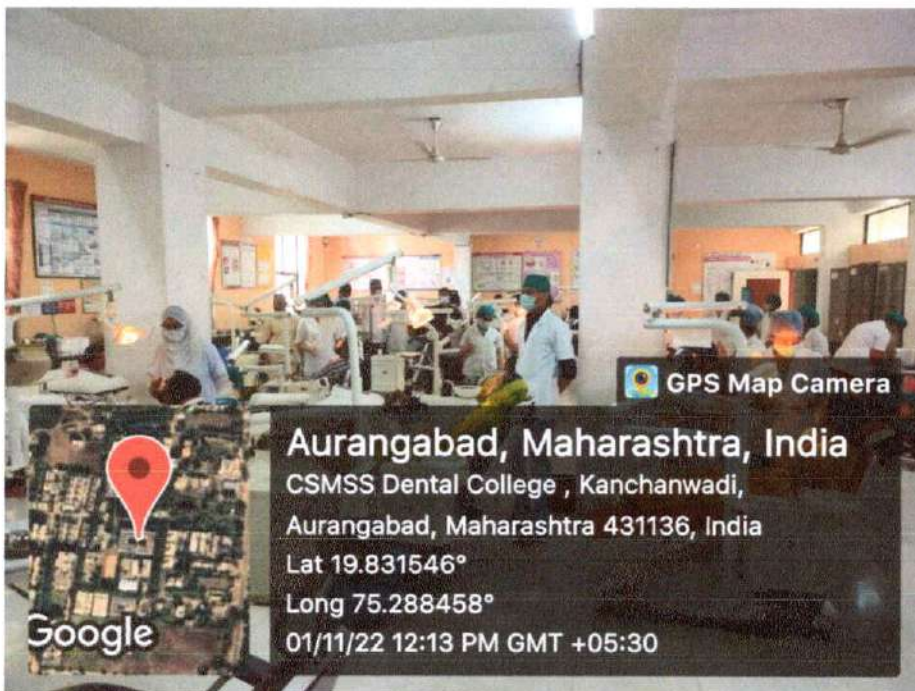 GPS Map Camera
Aurangabad, Maharashtra, India
CSMSS Dental College , Kanchanwadi,
Aurangabad, Maharashtra 431136, India
Lat 19.831546°
Long 75.288458°
01/11/22 12:13 PM GMT +05:30
Google